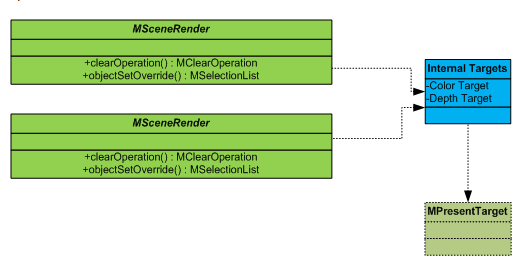 MSceneRender
+clearOperation() : MClearOperation
+objectSetOverride() : MSelectionList
Internal Targets
-Color Target
-Depth Target
MSceneRender
+clearOperation() : MClearOperation
+objectSetOverride() : MSelectionList
MPresentTarget